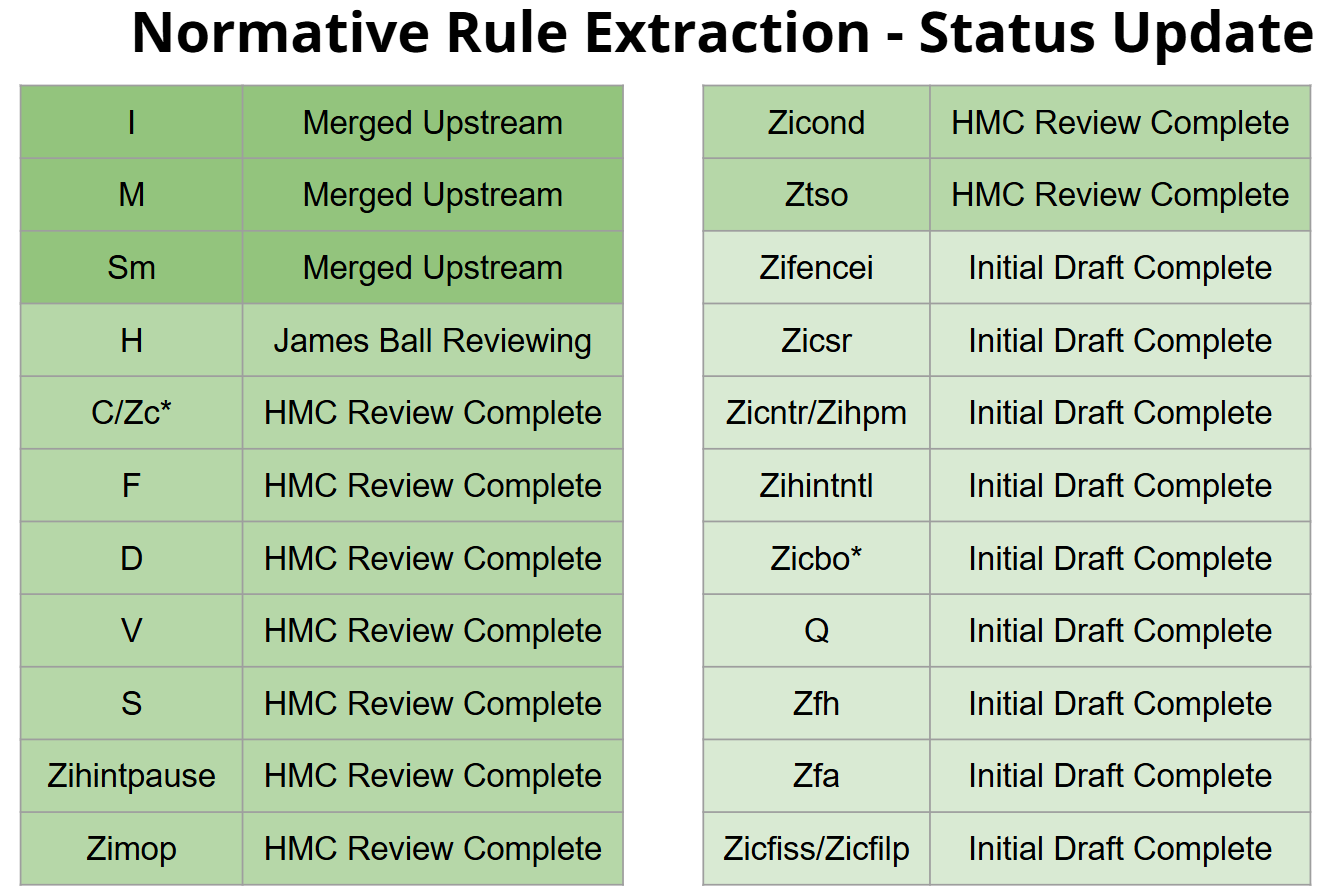 Normative Rule Extraction - Status Update
I Merged Upstream
M Merged Upstream
Sm Merged Upstream
H James Ball Reviewing
C/Zc* HMC Review Complete
F HMC Review Complete
D HMC Review Complete
V HMC Review Complete
S HMC Review Complete
Zihintpause HMC Review Complete
Zimop HMC Review Complete
Zicond HMC Review Complete
Ztso HMC Review Complete
Zifencei Initial Draft Complete
Zicsr Initial Draft Complete
Zicntr/Zihpm Initial Draft Complete
Zihintntl Initial Draft Complete
Zicbo* Initial Draft Complete
Q Initial Draft Complete
Zfh Initial Draft Complete
Zfa Initial Draft Complete
Zicfiss/Zicfilp Initial Draft Complete